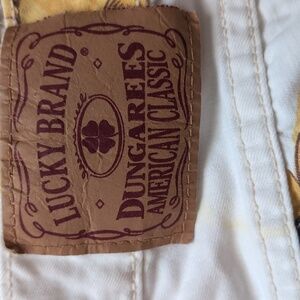 LUCKY BRAND
®
DUNGAREES
AMERICAN CLASSIC